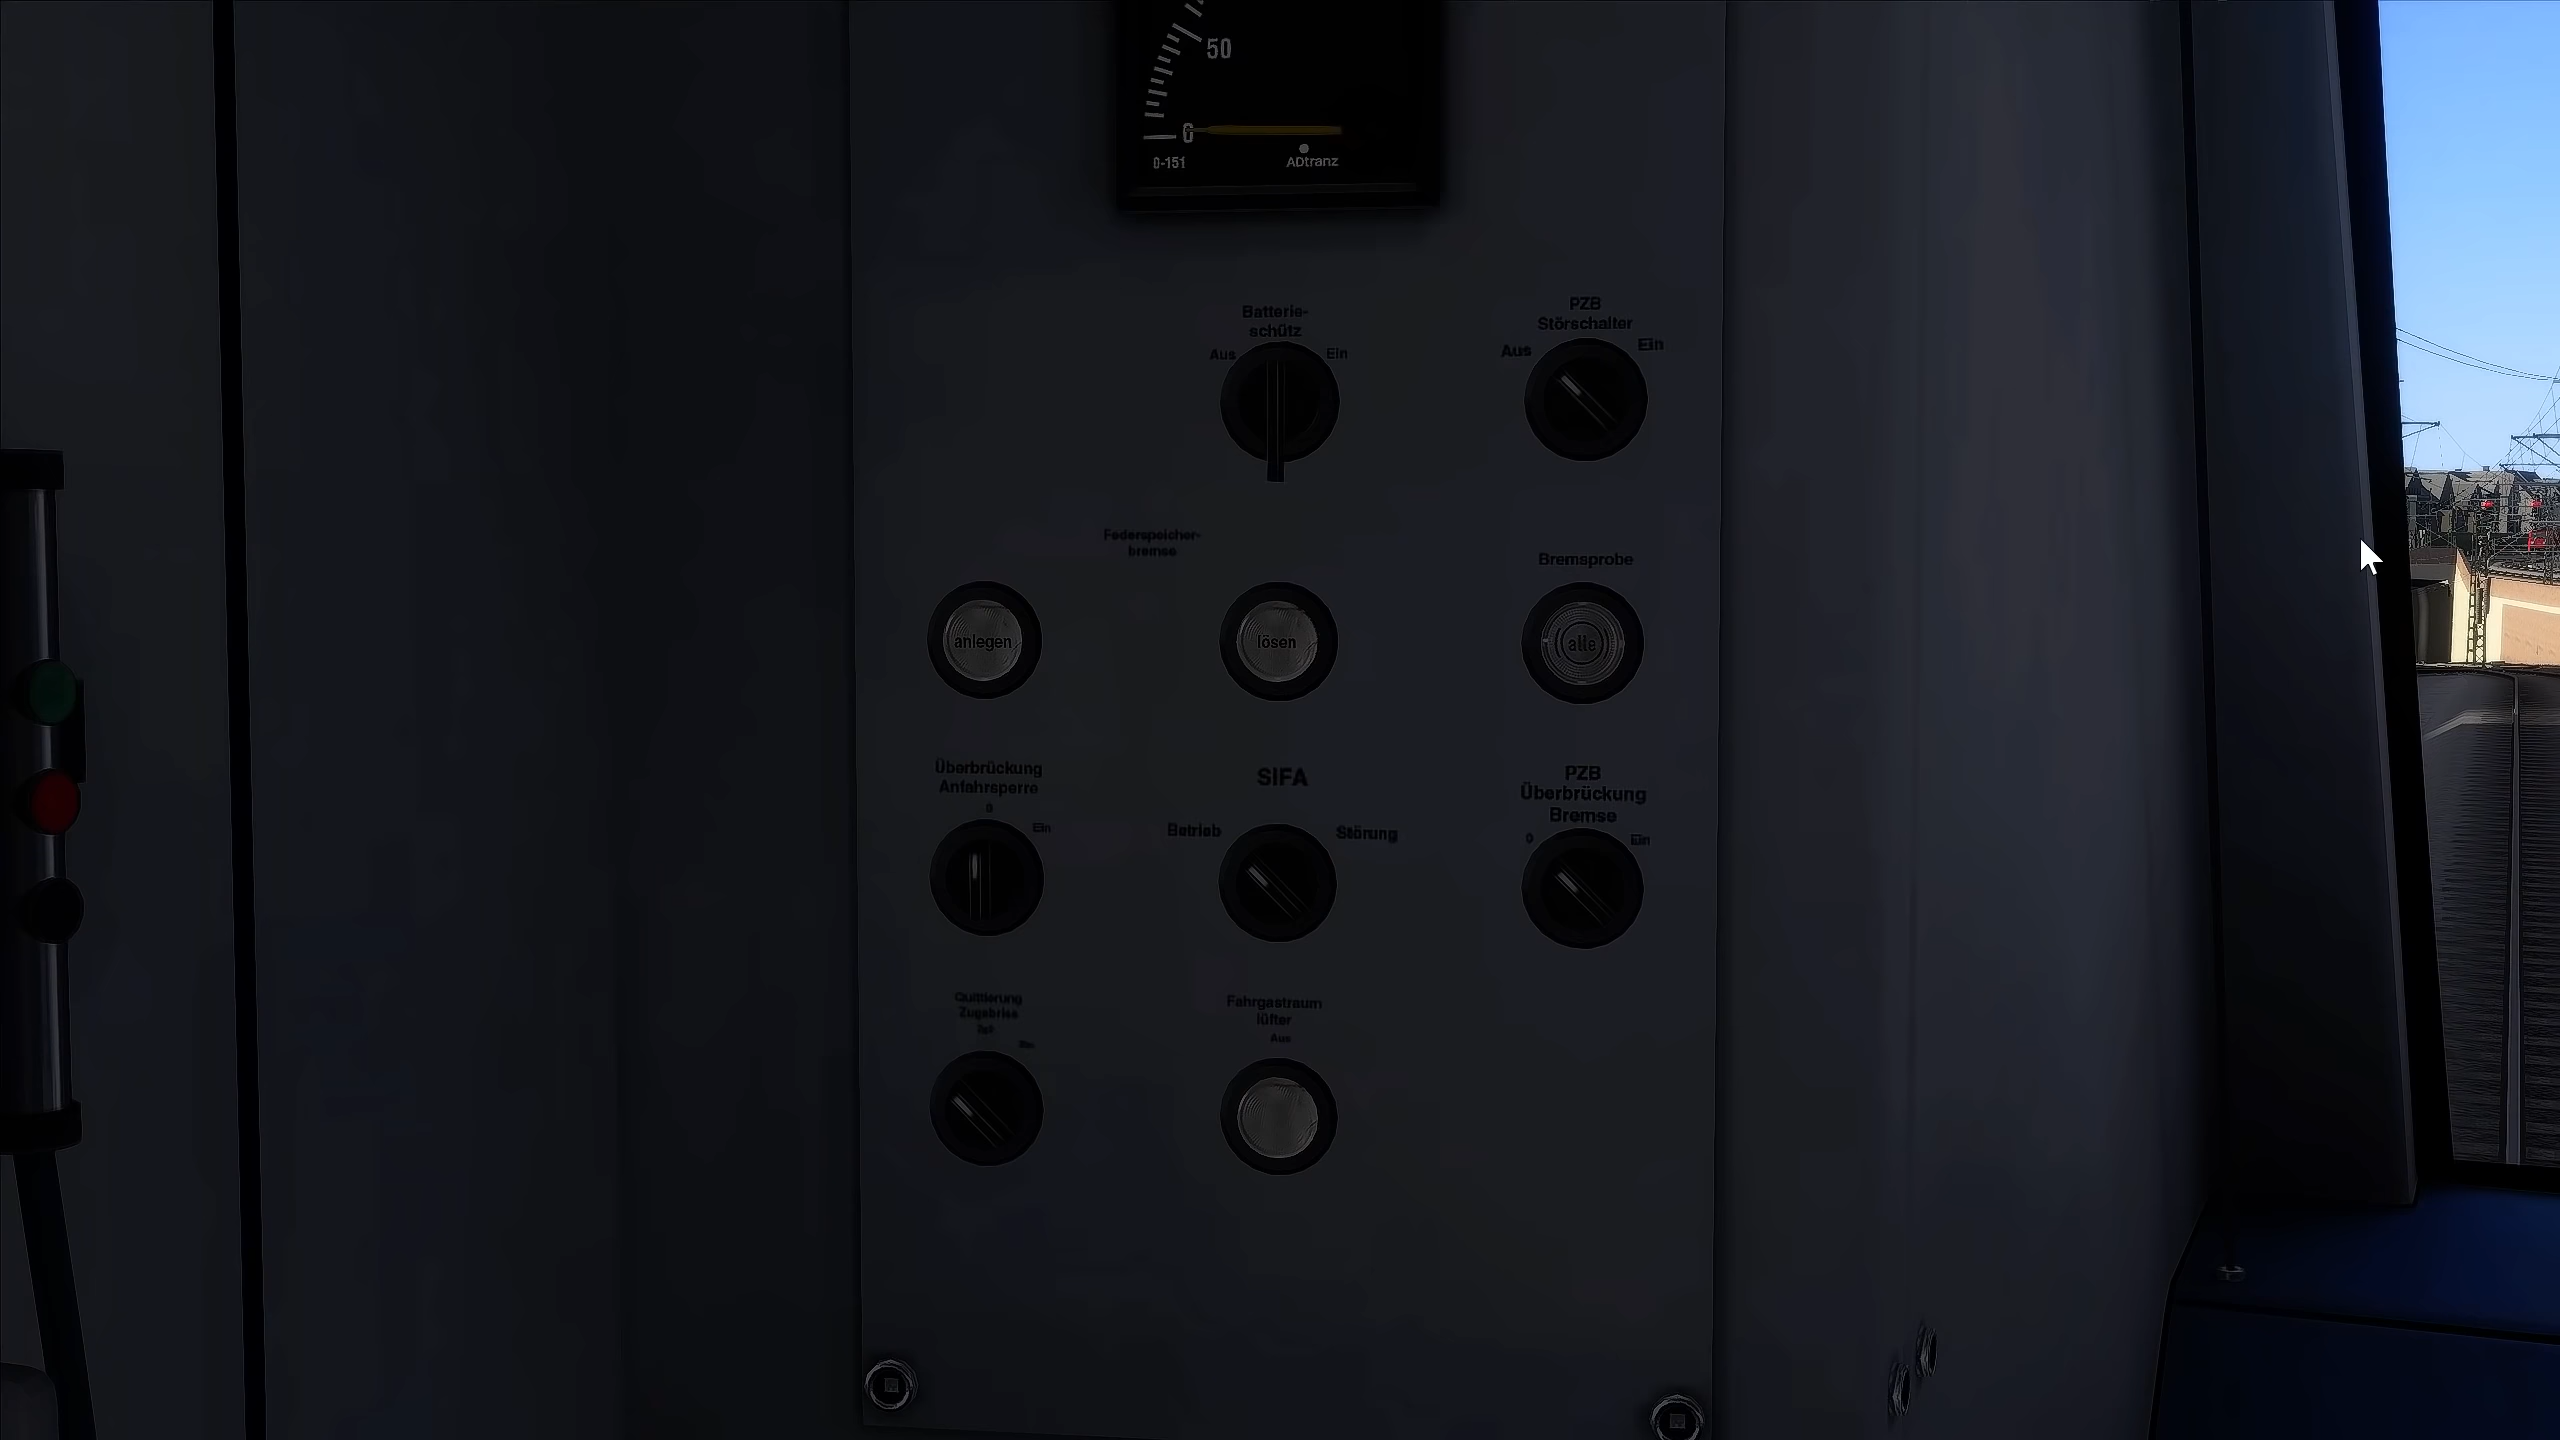 50
0
0-151
ADtranz
Batterie-
schütz
Aus
Ein
PZB
Störschalter
Aus
Ein
Federspeicher-
bremse
anlegen
lösen
Bremsprobe
alle
Überbrückung
Anfahrsperre
0
Ein
SIFA
Betrieb
Störung
PZB
Überbrückung
Bremse
0
Ein
Quittierung
Fahrgastraum
lüfter
Aus